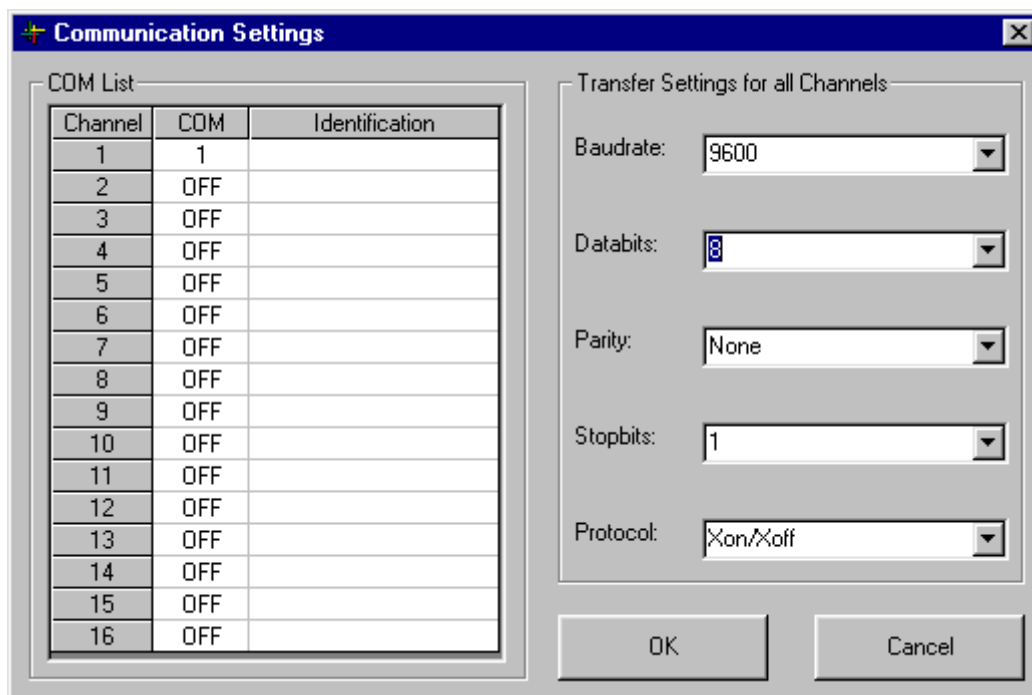 Communication Settings
COM List
Channel COM Identification
1 1
2 OFF
3 OFF
4 OFF
5 OFF
6 OFF
7 OFF
8 OFF
9 OFF
10 OFF
11 OFF
12 OFF
13 OFF
14 OFF
15 OFF
16 OFF
Transfer Settings for all Channels
Baudrate: 9600
Databits: 8
Parity: None
Stopbits: 1
Protocol: Xon/Xoff
OK Cancel